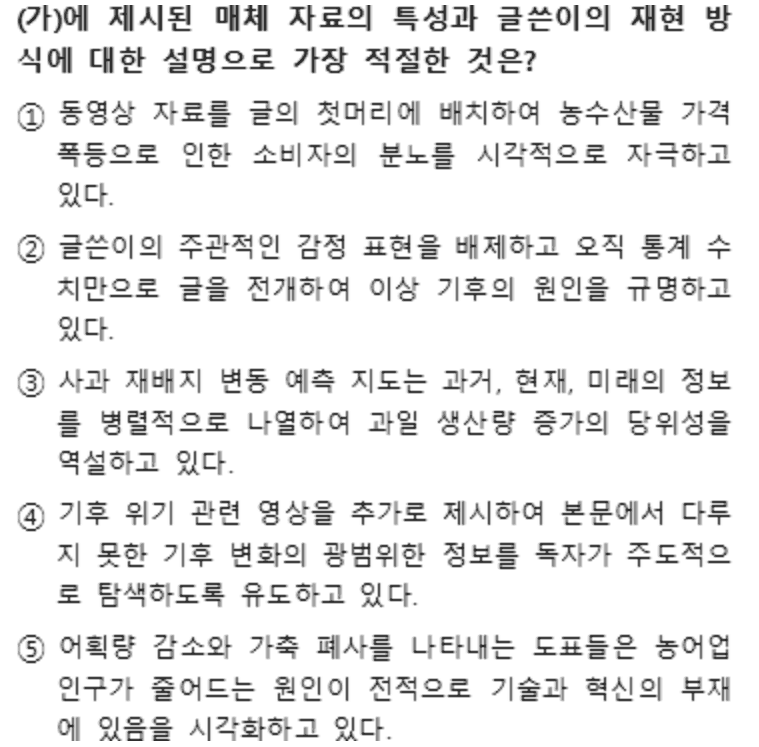 (가)에 제시된 매체 자료의 특성과 글쓴이의 재현 방
식에 대한 설명으로 가장 적절한 것은?
① 동영상 자료를 글의 첫머리에 배치하여 농수산물 가격
폭등으로 인한 소비자의 분노를 시각적으로 자극하고
있다.
② 글쓴이의 주관적인 감정 표현을 배제하고 오직 통계 수
치만으로 글을 전개하여 이상 기후의 원인을 규명하고
있다.
③ 사과 재배지 변동 예측 지도는 과거, 현재, 미래의 정보
를 병렬적으로 나열하여 과일 생산량 증가의 당위성을
역설하고 있다.
④ 기후 위기 관련 영상을 추가로 제시하여 본문에서 다루
지 못한 기후 변화의 광범위한 정보를 독자가 주도적으
로 탐색하도록 유도하고 있다.
⑤ 어획량 감소와 가축 폐사를 나타내는 도표들은 농어업
인구가 줄어드는 원인이 전적으로 기술과 혁신의 부재
에 있음을 시각화하고 있다.